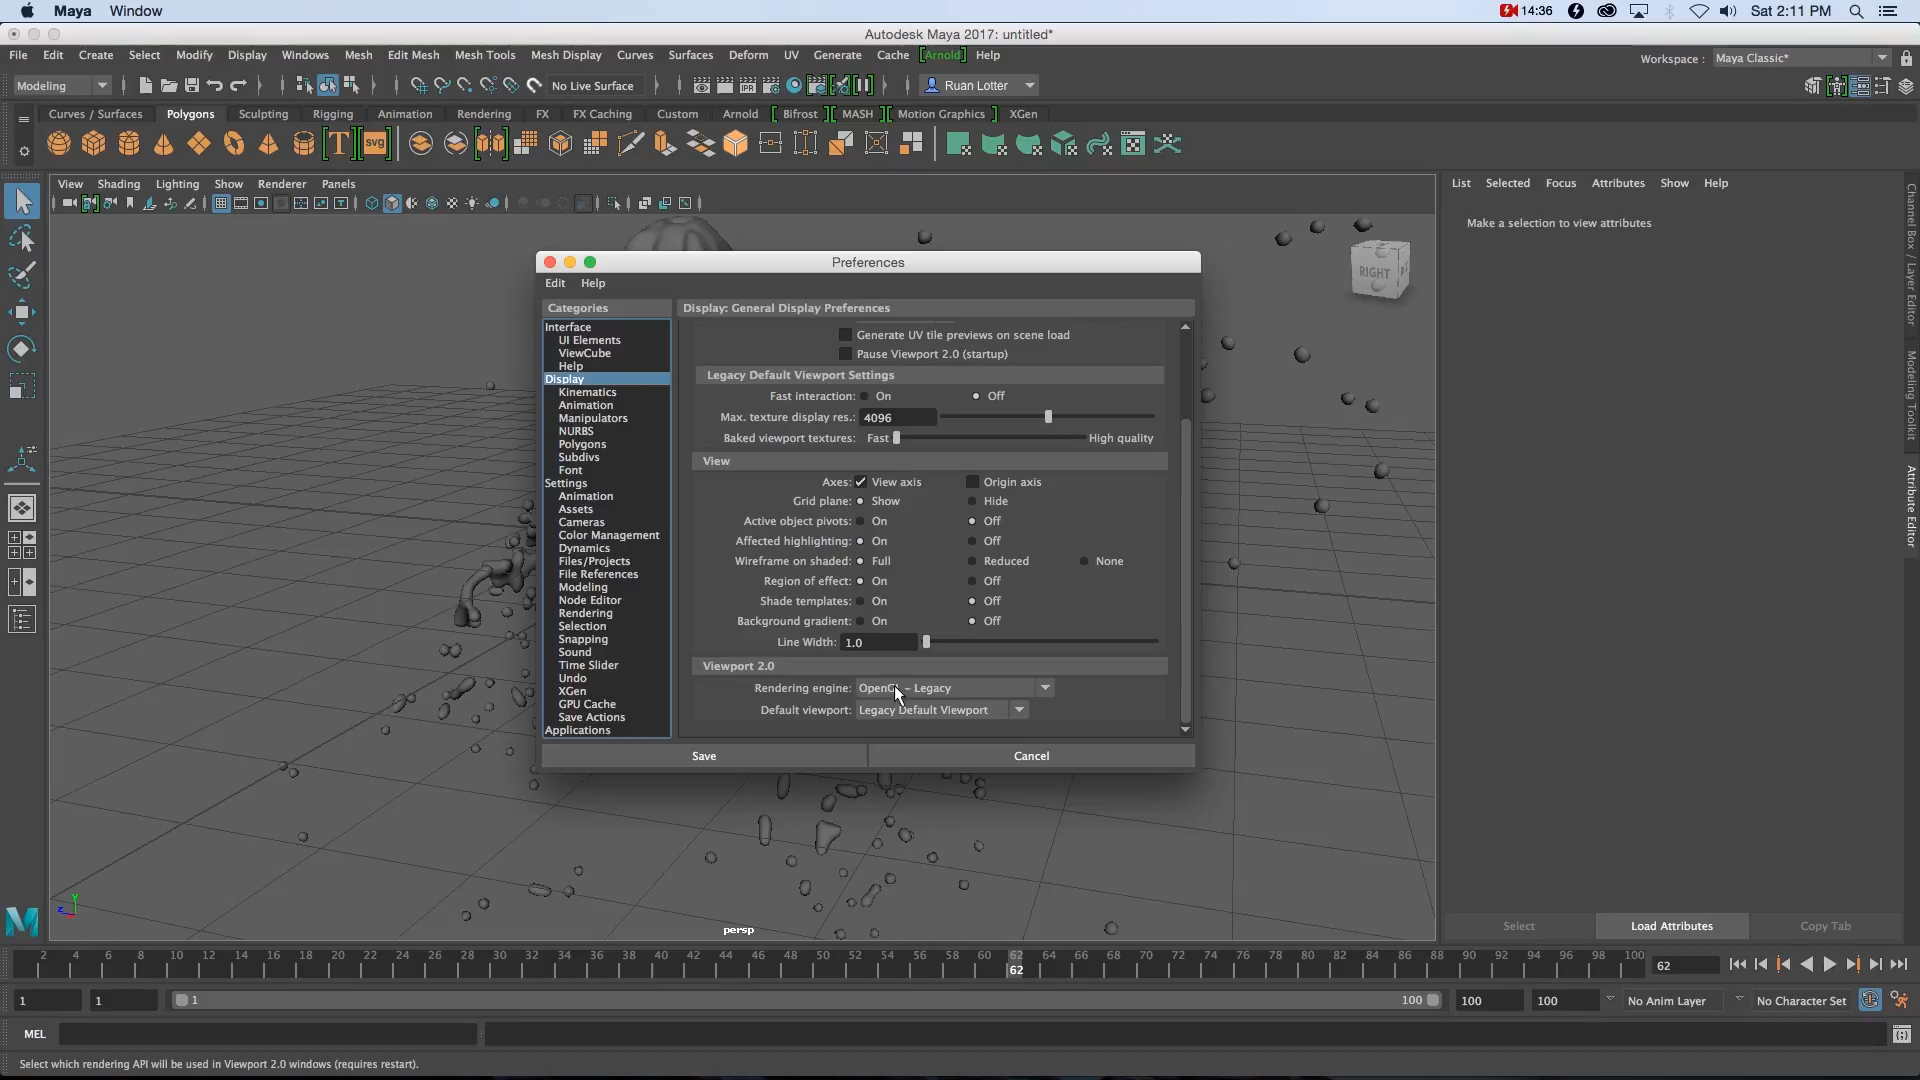 Maya Window
14:36 Sat 2:11 PM
Autodesk Maya 2017: untitled*
File Edit Create Select Modify Display Windows Mesh Edit Mesh Mesh Tools Mesh Display Curves Surfaces Deform UV Generate Cache [Arnold] Help
Workspace : Maya Classic*
Modeling No Live Surface IPR Ruan Lotter
Curves / Surfaces Polygons Sculpting Rigging Animation Rendering FX FX Caching Custom Arnold [ Bifrost ] [ MASH ] [ Motion Graphics ] XGen
T SVG
View Shading Lighting Show Renderer Panels
List Selected Focus Attributes Show Help
Make a selection to view attributes
RIGHT
Channel Box / Layer Editor
Modeling Toolkit
Attribute Editor
Preferences
Edit Help
Categories
Interface
UI Elements
ViewCube
Help
Display
Kinematics
Animation
Manipulators
NURBS
Polygons
Subdivs
Font
Settings
Animation
Assets
Cameras
Color Management
Dynamics
Files/Projects
File References
Modeling
Node Editor
Rendering
Selection
Snapping
Sound
Time Slider
Undo
XGen
GPU Cache
Save Actions
Applications
Display: General Display Preferences
Generate UV tile previews on scene load
Pause Viewport 2.0 (startup)
Legacy Default Viewport Settings
Fast interaction: On Off
Max. texture display res.: 4096
Baked viewport textures: Fast High quality
View
Axes: View axis Origin axis
Grid plane: Show Hide
Active object pivots: On Off
Affected highlighting: On Off
Wireframe on shaded: Full Reduced None
Region of effect: On Off
Shade templates: On Off
Background gradient: On Off
Line Width: 1.0
Viewport 2.0
Rendering engine: OpenGL - Legacy
Default viewport: Legacy Default Viewport
Save Cancel
y
z
persp
Select Load Attributes Copy Tab
2 4 6 8 10 12 14 16 18 20 22 24 26 28 30 32 34 36 38 40 42 44 46 48 50 52 54 56 58 60 62 64 66 68 70 72 74 76 78 80 82 84 86 88 90 92 94 96 98 100
62 62
1 1 1 100 100 100 No Anim Layer No Character Set
MEL
Select which rendering API will be used in Viewport 2.0 windows (requires restart).